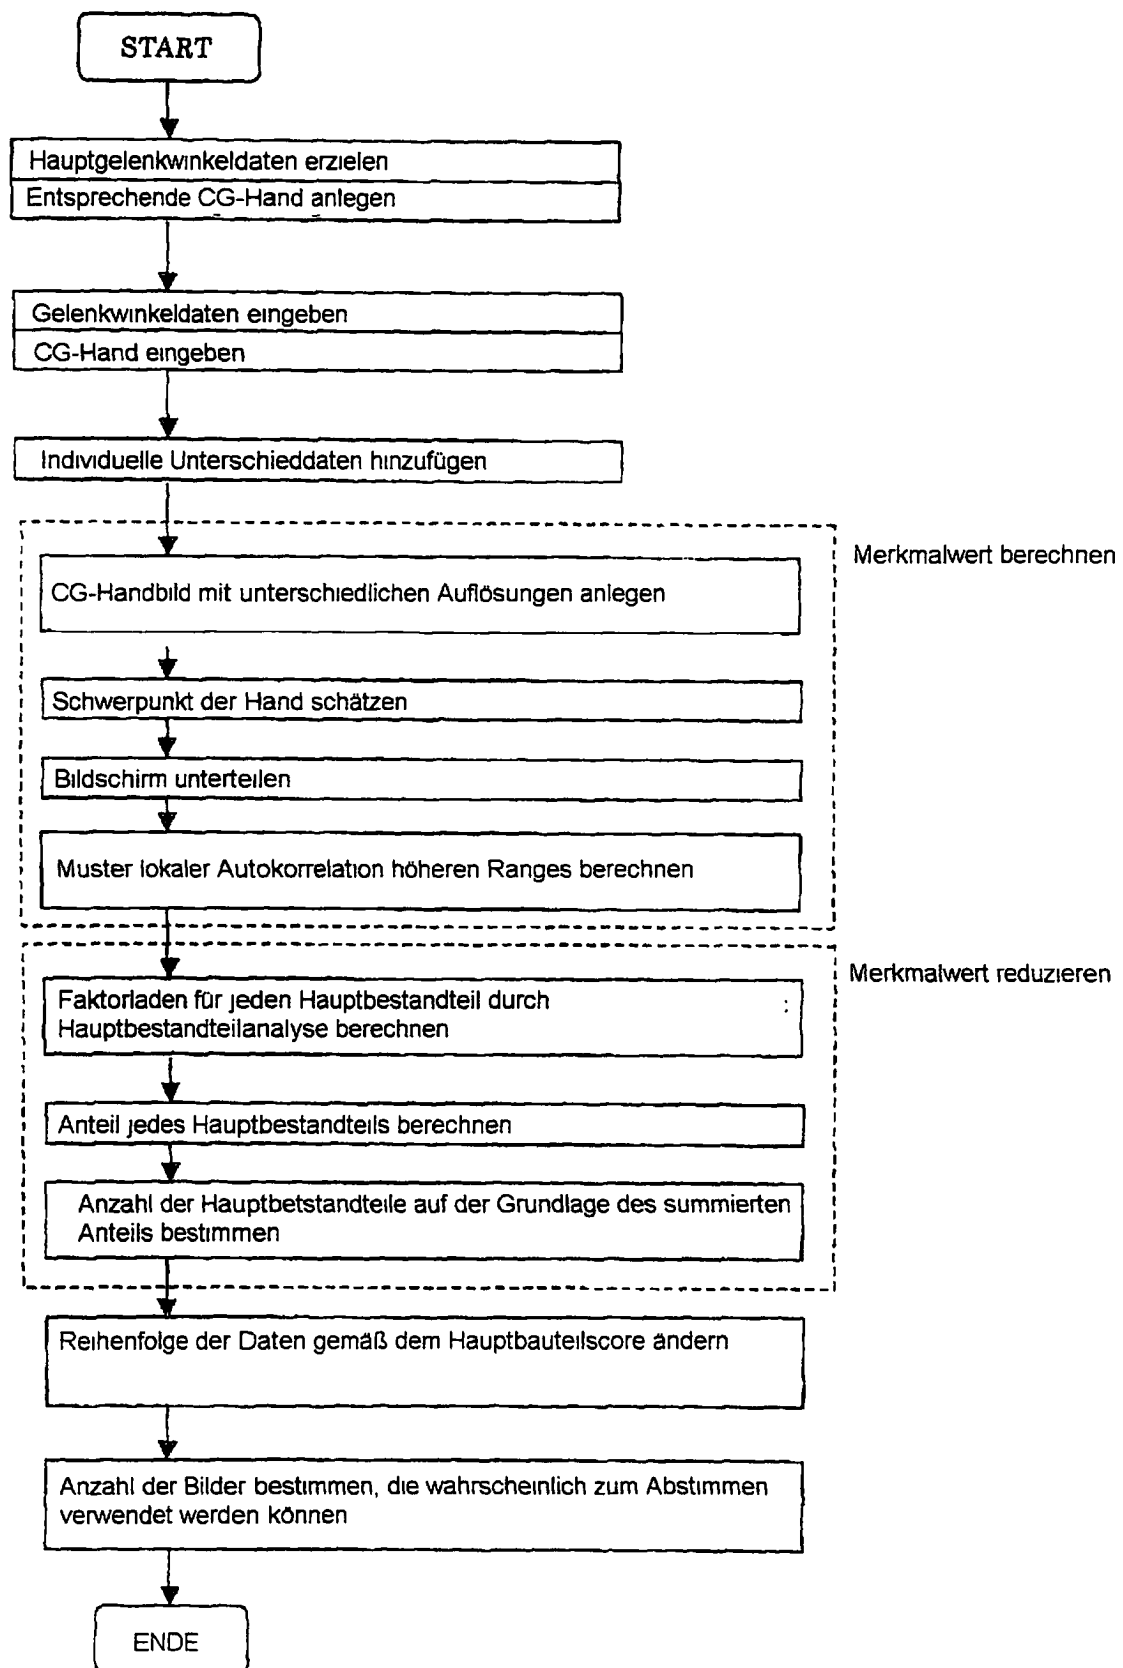 START
Hauptgelenkwinkeldaten erzielen
Entsprechende CG-Hand anlegen
Gelenkwinkeldaten eingeben
CG-Hand eingeben
Individuelle Unterschieddaten hinzufügen
Merkmalwert berechnen
CG-Handbild mit unterschiedlichen Auflösungen anlegen
Schwerpunkt der Hand schätzen
Bildschirm unterteilen
Muster lokaler Autokorrelation höheren Ranges berechnen
Merkmalwert reduzieren
Faktorladen für jeden Hauptbestandteil durch
Hauptbestandteilanalyse berechnen
Anteil jedes Hauptbestandteils berechnen
Anzahl der Hauptbetstandteile auf der Grundlage des summierten
Anteils bestimmen
Reihenfolge der Daten gemäß dem Hauptbauteilscore ändern
Anzahl der Bilder bestimmen, die wahrscheinlich zum Abstimmen
verwendet werden können
ENDE